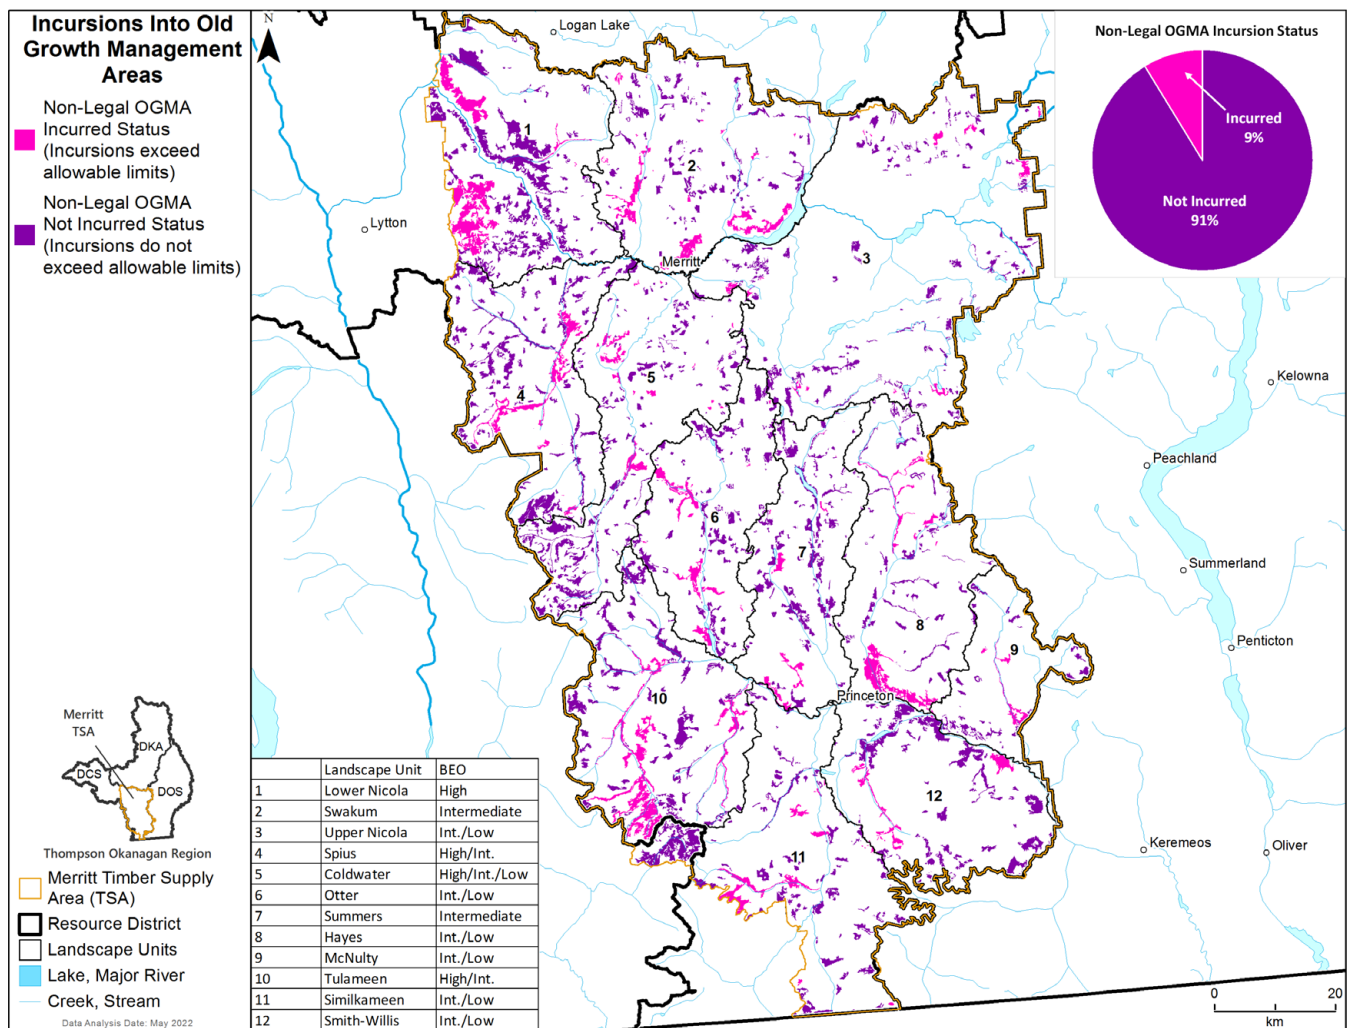 Incursions Into Old
Growth Management
Areas
Non-Legal OGMA
Incurred Status
(Incursions exceed
allowable limits)
Non-Legal OGMA
Not Incurred Status
(Incursions do not
exceed allowable limits)
Merritt
TSA
DKA
DCS
DOS
Thompson Okanagan Region
Merritt Timber Supply
Area (TSA)
Resource District
Landscape Units
Lake, Major River
Creek, Stream
Data Analysis Date: May 2022
N
Logan Lake
Lytton
Merritt
Kelowna
Peachland
Summerland
Penticton
Princeton
Keremeos
Oliver
1
2
3
4
5
6
7
8
9
10
11
12
Non-Legal OGMA Incursion Status
Incurred
9%
Not Incurred
91%
Landscape Unit BEO
1 Lower Nicola High
2 Swakum Intermediate
3 Upper Nicola Int./Low
4 Spius High/Int.
5 Coldwater High/Int./Low
6 Otter Int./Low
7 Summers Intermediate
8 Hayes Int./Low
9 McNulty Int./Low
10 Tulameen High/Int.
11 Similkameen Int./Low
12 Smith-Willis Int./Low
0 20
km